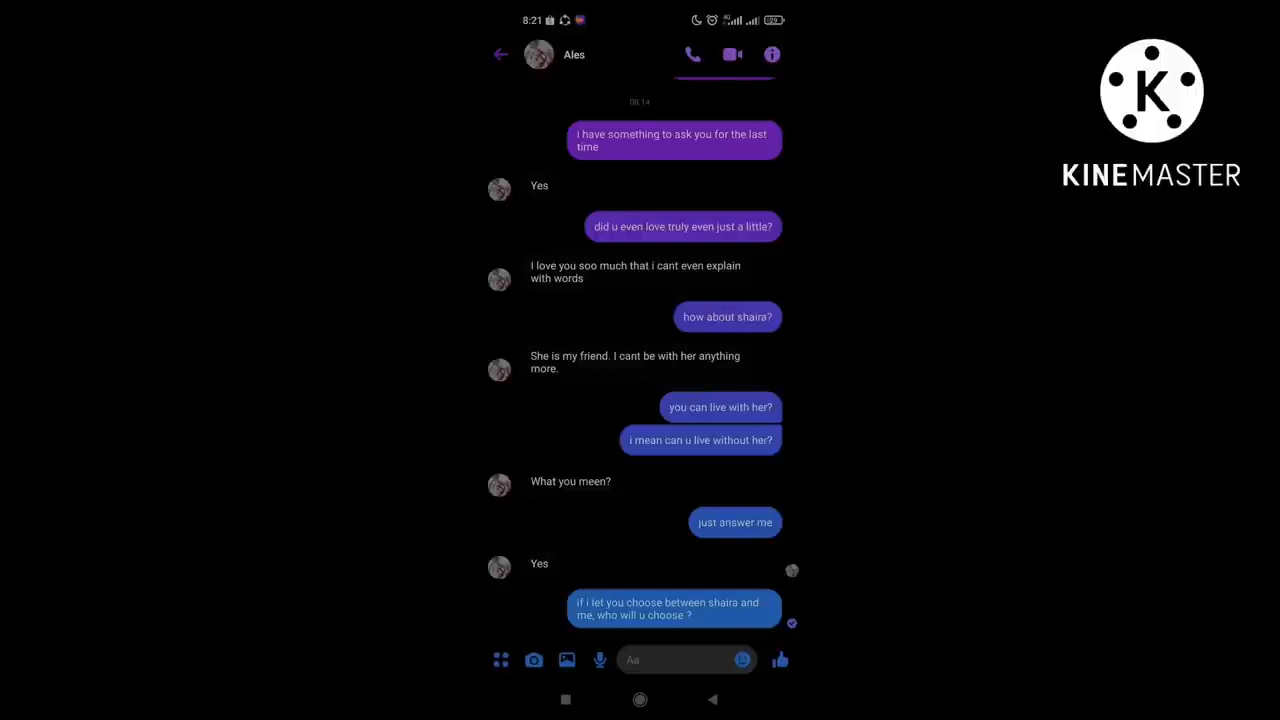 8:21
4G
29
Ales
08.14
I have something to ask you for the last
time
Yes
did u even love truly even just a little?
I love you soo much that i cant even explain
with words
how about shaira?
She is my friend. I cant be with her anything
more.
you can live with her?
i mean can u live without her?
What you meen?
just answer me
Yes
if i let you choose between shaira and
me, who will u choose ?
Aa
K
KINEMASTER